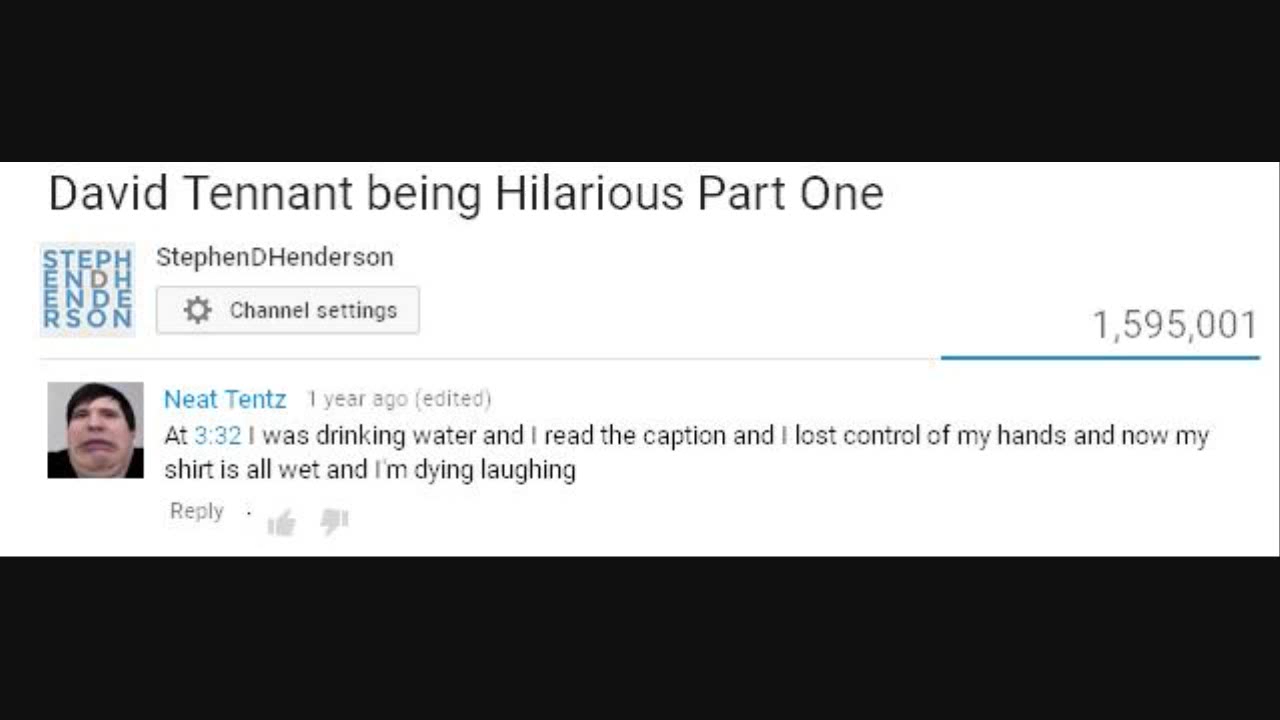 David Tennant being Hilarious Part One
STEPH
ENDH
ENDE
RSON
StephenDHenderson
Channel settings
1,595,001
Neat Tentz 1 year ago (edited)
At 3:32 I was drinking water and I read the caption and I lost control of my hands and now my
shirt is all wet and I'm dying laughing
Reply ·